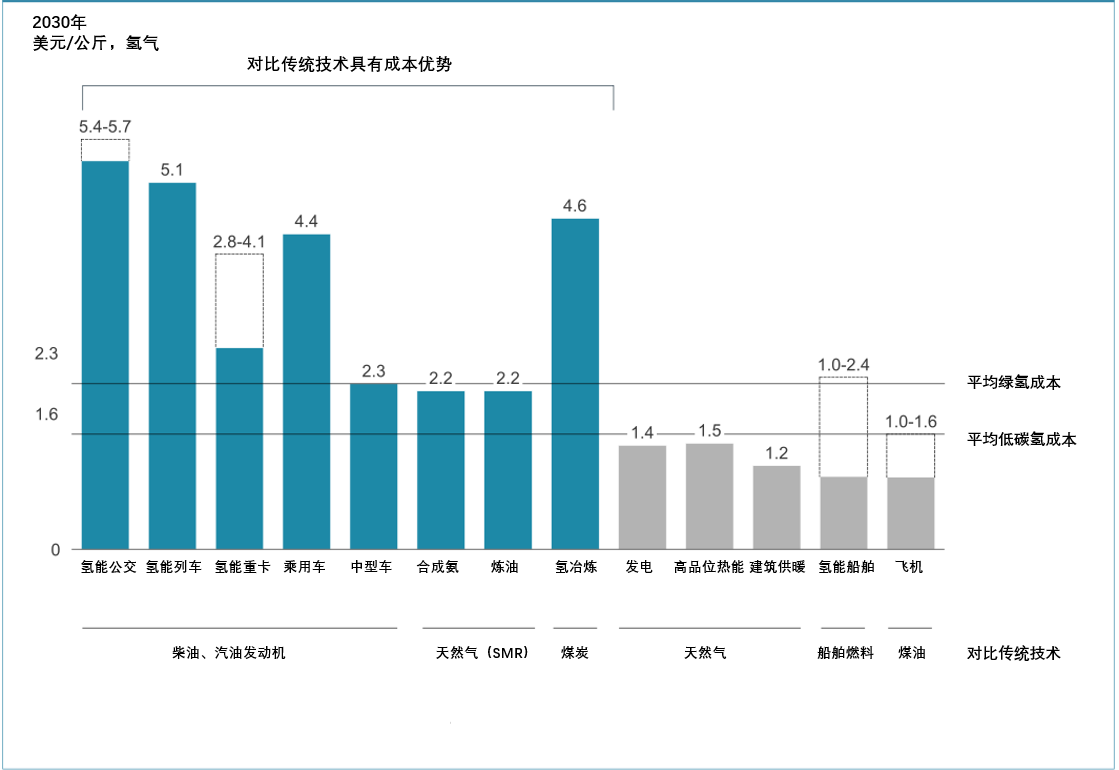 2030年
美元/公斤，氢气
对比传统技术具有成本优势
5.4-5.7
5.1
2.8-4.1
4.4
2.3
2.2
2.2
4.6
1.4
1.5
1.2
1.0-2.4
1.0-1.6
2.3
1.6
0
平均绿氢成本
平均低碳氢成本
氢能公交 氢能列车 氢能重卡 乘用车 中型车 合成氨 炼油 氢冶炼 发电 高品位热能 建筑供暖 氢能船舶 飞机
柴油、汽油发动机 天然气（SMR） 煤炭 天然气 船舶燃料 煤油 对比传统技术